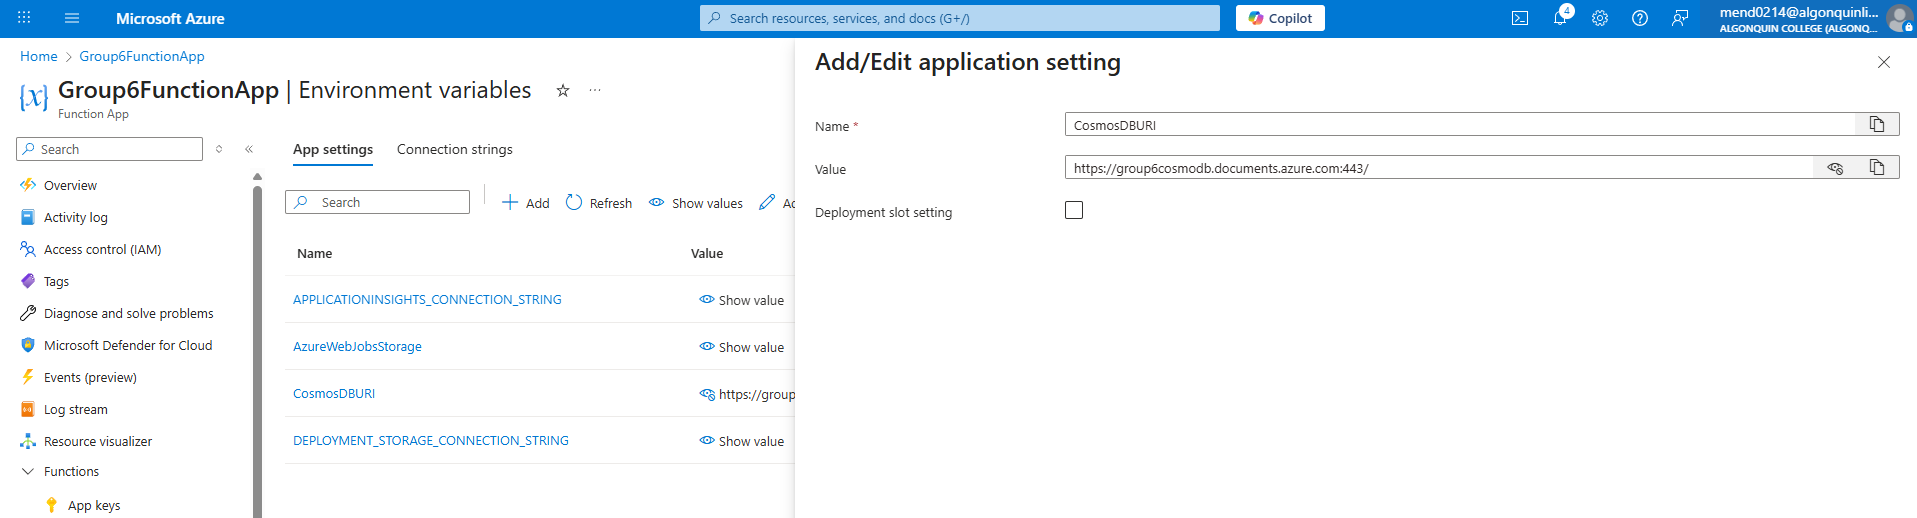 Microsoft Azure
Search resources, services, and docs (G+/)
Copilot
4
mend0214@algonquinli...
ALGONQUIN COLLEGE (ALGONQ...
Home > Group6FunctionApp
Group6FunctionApp | Environment variables
Function App
Search
Overview
Activity log
Access control (IAM)
Tags
Diagnose and solve problems
Microsoft Defender for Cloud
Events (preview)
Log stream
Resource visualizer
Functions
App keys
App settings Connection strings
Search
Add Refresh Show values Ad
Name Value
APPLICATIONINSIGHTS_CONNECTION_STRING Show value
AzureWebJobsStorage Show value
CosmosDBURI https://group
DEPLOYMENT_STORAGE_CONNECTION_STRING Show value
Add/Edit application setting
Name * CosmosDBURI
Value https://group6cosmodb.documents.azure.com:443/
Deployment slot setting